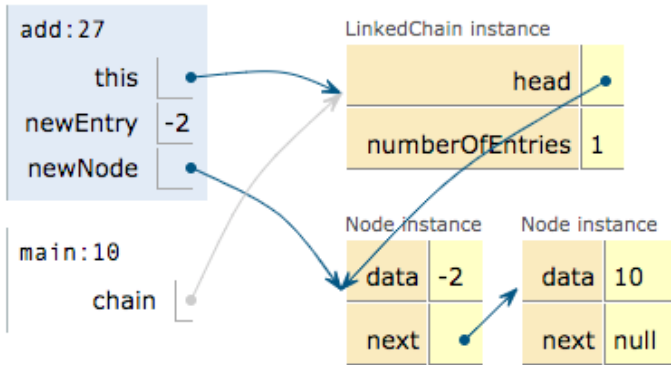 add:27
this
newEntry -2
newNode
main:10
chain
LinkedChain instance
head
numberOfEntries 1
Node instance
data -2
next
Node instance
data 10
next null